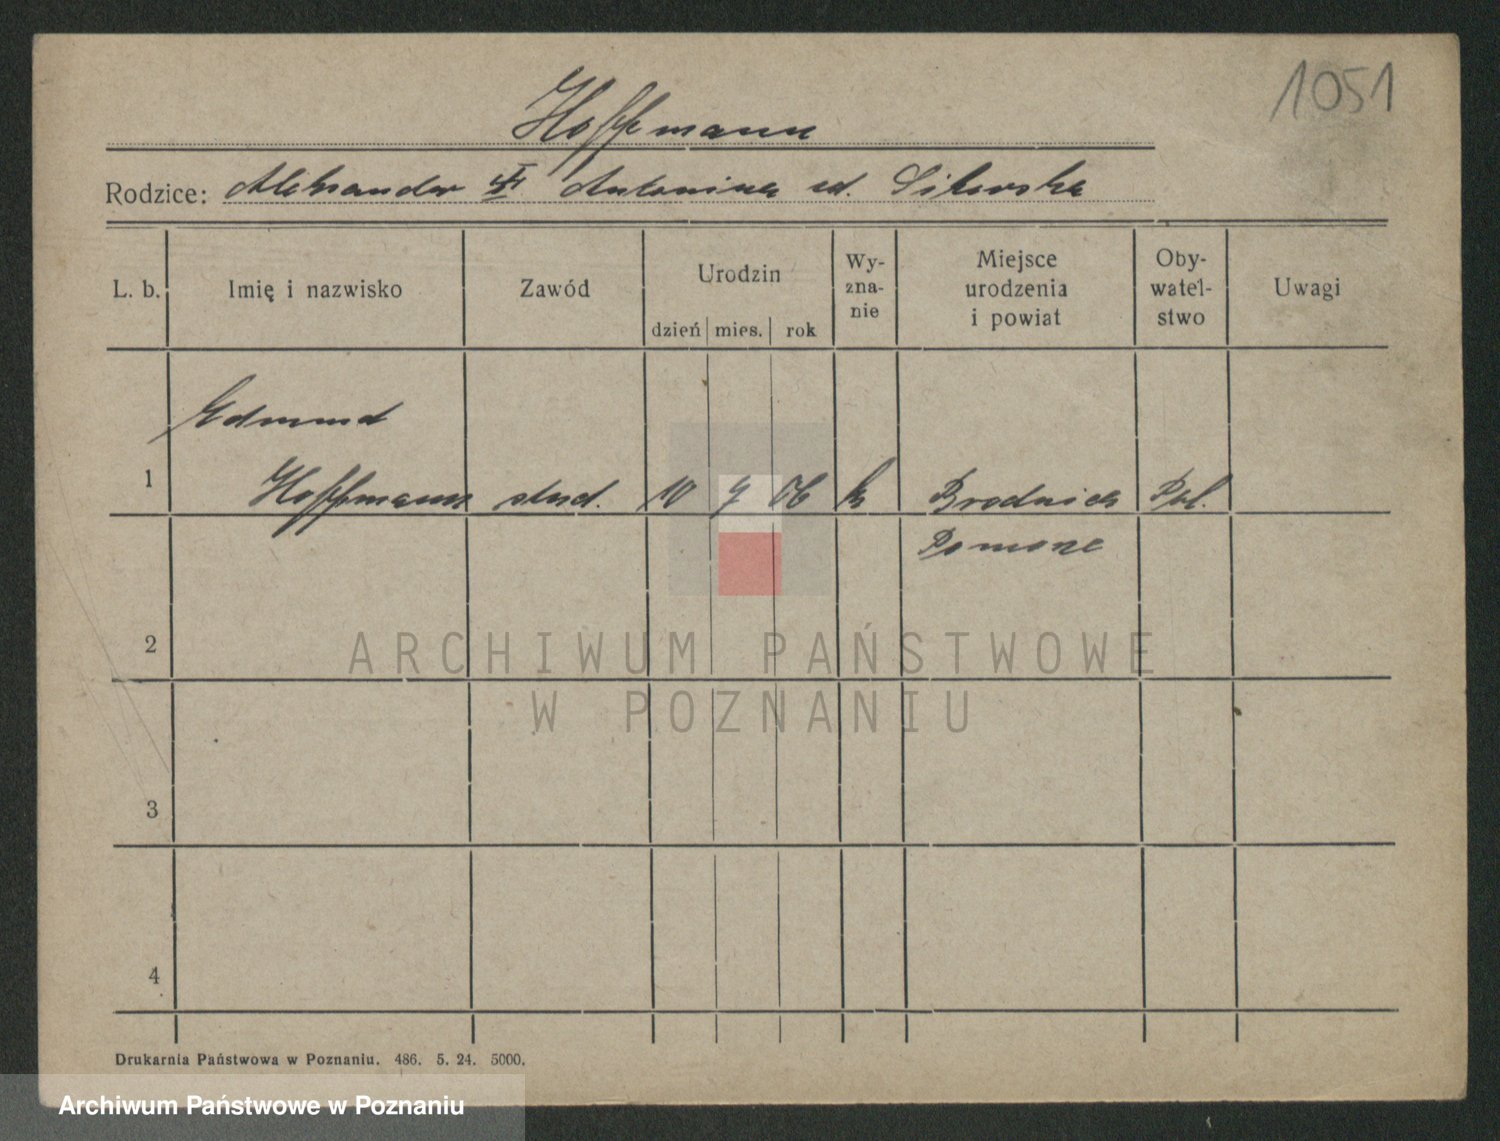 1051
Hoffmann
Rodzice: Aleksander i Antonina ud. Sikorska
L. b. Imię i nazwisko Zawód Urodzin dzień mies. rok Wy-zna-nie Miejsce urodzenia i powiat Oby-watel-stwo Uwagi
Edmund
1 Hoffmann stud. 10 9 06 k Brodnica Pol.
Pomorze
2
3
4
ARCHIWUM PAŃSTWOWE
W POZNANIU
Drukarnia Państwowa w Poznaniu. 486. 5. 24. 5000.
Archiwum Państwowe w Poznaniu